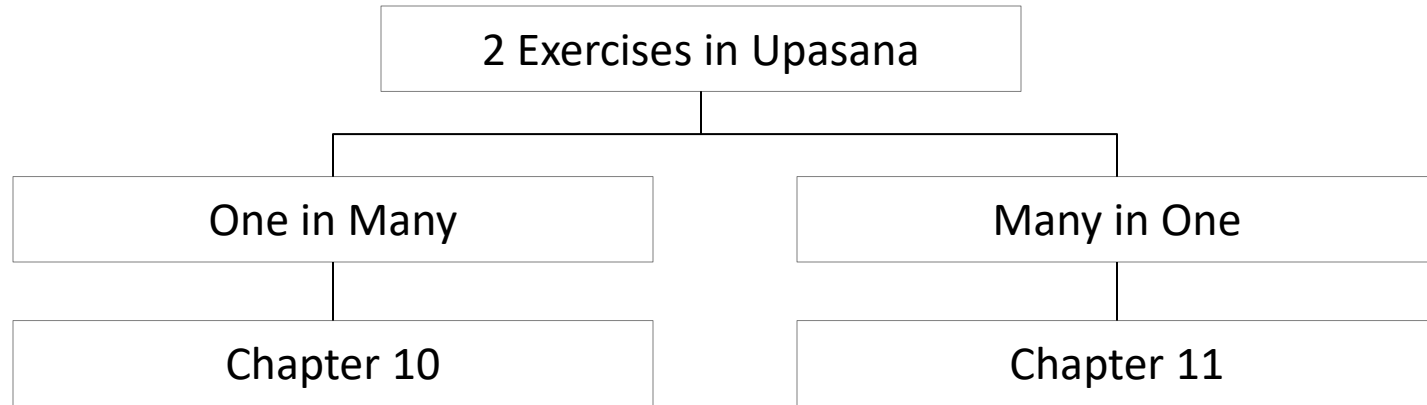 2 Exercises in Upasana
One in Many
Many in One
Chapter 10
Chapter 11